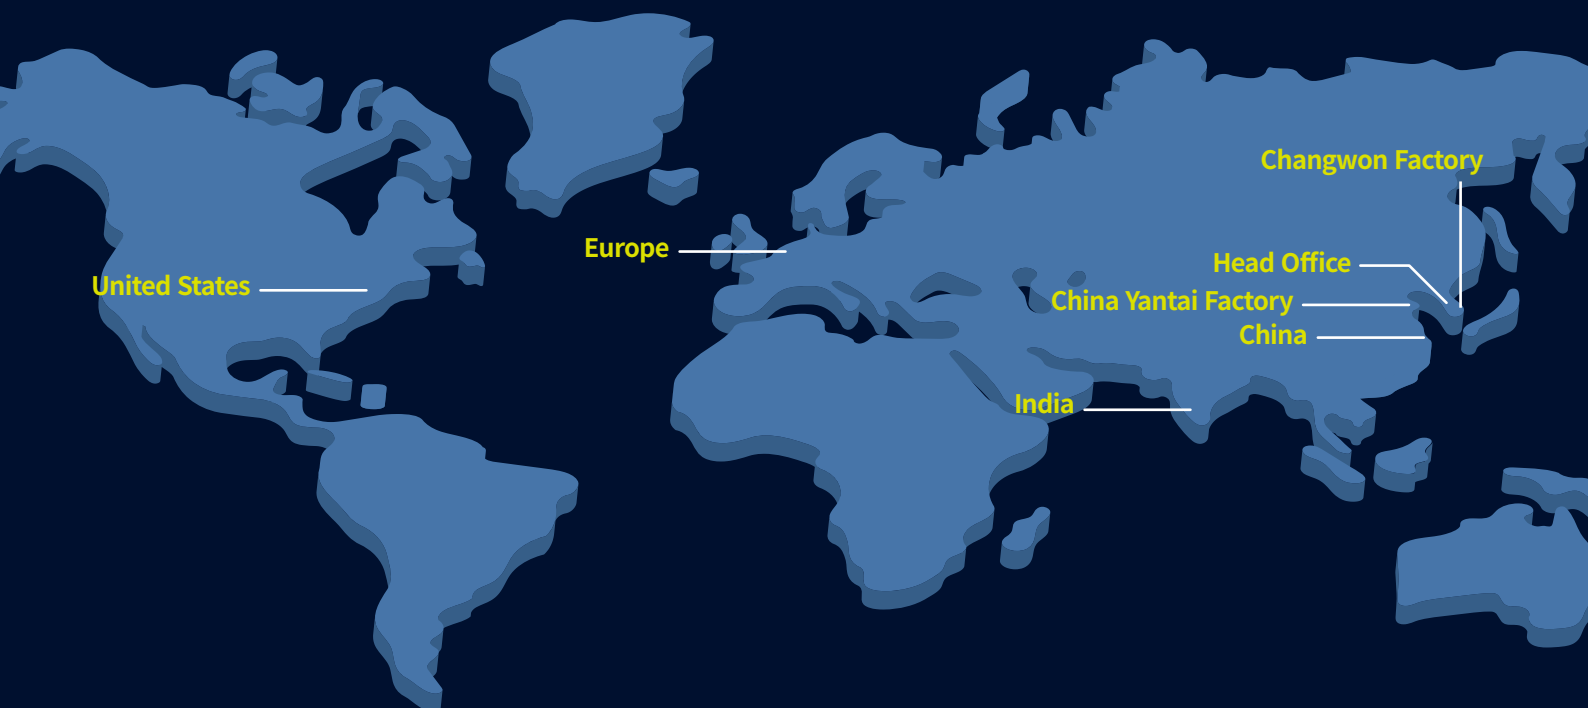 Changwon Factory
Europe
Head Office
United States
China Yantai Factory
China
India